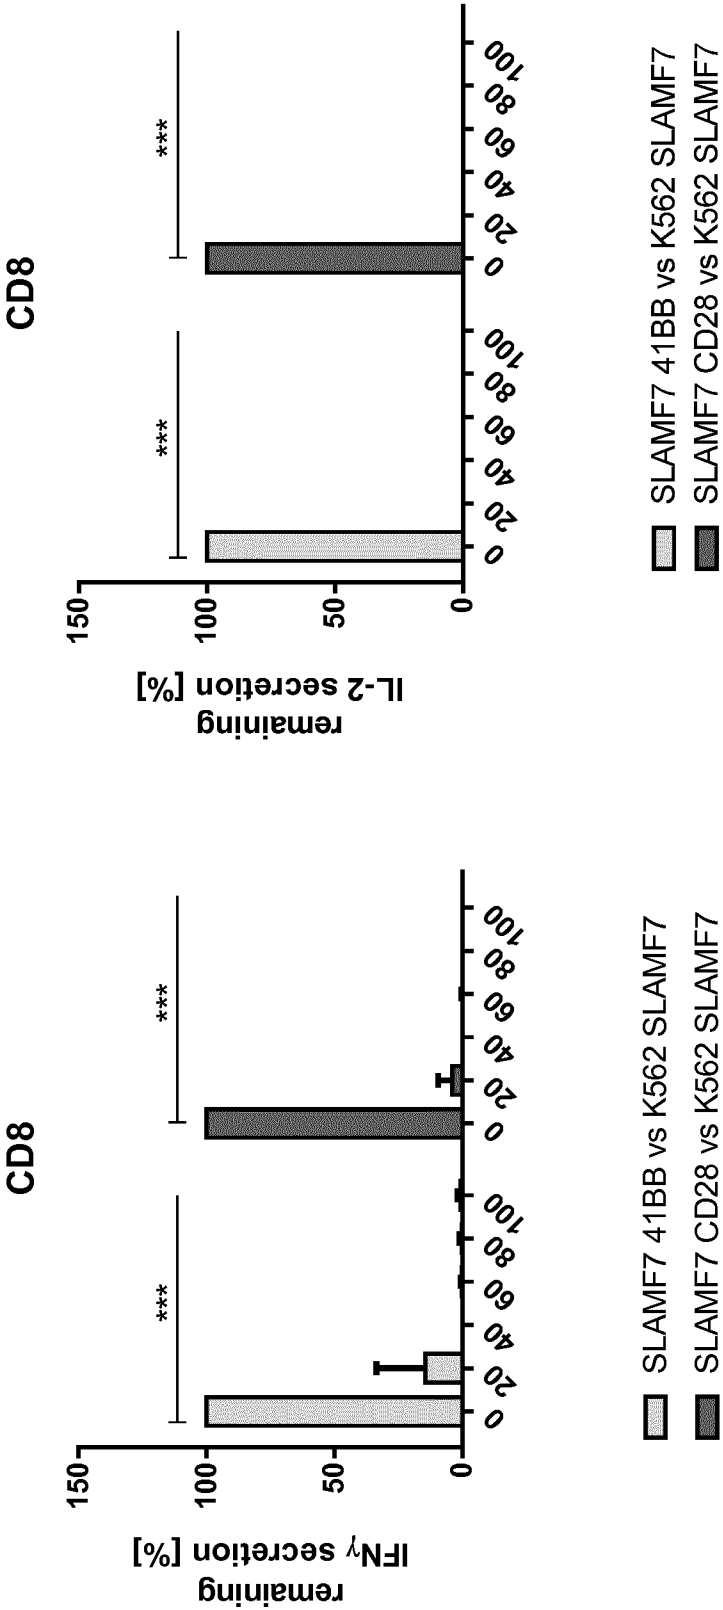 CD8
remaining
IFNγ secretion [%]
150
100
50
0
***
***
0 20 40 60 80 100 0 20 40 60 80 100
SLAMF7 41BB vs K562 SLAMF7
SLAMF7 CD28 vs K562 SLAMF7
CD8
remaining
IL-2 secretion [%]
150
100
50
0
***
***
0 20 40 60 80 100 0 20 40 60 80 100
SLAMF7 41BB vs K562 SLAMF7
SLAMF7 CD28 vs K562 SLAMF7